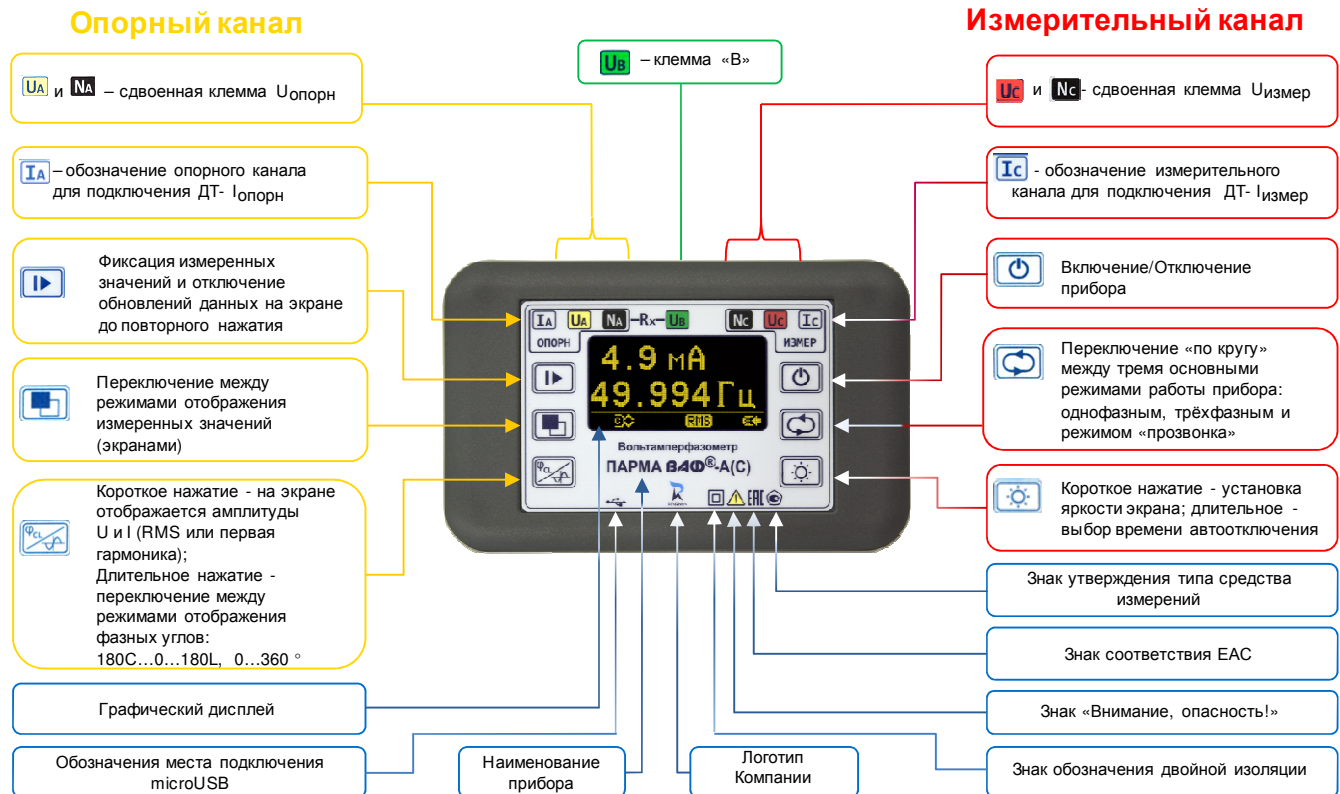 Опорный канал
Измерительный канал
UB – клемма «В»
UA и NA – сдвоенная клемма Uопорн
UC и NC - сдвоенная клемма Uизмер
IA – обозначение опорного канала
для подключения ДТ- Iопорн
IC - обозначение измерительного
канала для подключения ДТ- Iизмер
Фиксация измеренных
значений и отключение
обновлений данных на экране
до повторного нажатия
Включение/Отключение
прибора
Переключение между
режимами отображения
измеренных значений
(экранами)
Переключение «по кругу»
между тремя основными
режимами работы прибора:
однофазным, трёхфазным и
режимом «прозвонка»
φCL
Короткое нажатие - на экране
отображается амплитуды
U и I (RMS или первая
гармоника);
Длительное нажатие -
переключение между
режимами отображения
фазных углов:
180С...0...180L, 0...360 °
Короткое нажатие - установка
яркости экрана; длительное -
выбор времени автоотключения
IA UA NA –Rx– UB NC UC IC
ОПОРН
ИЗМЕР
4.9 мА
49.994Гц
RMS
Вольтамперфазометр
ПАРМА ВАФ®-А(С)
φCL
EAC
Знак утверждения типа средства
измерений
Знак соответствия ЕАС
Графический дисплей
Знак «Внимание, опасность!»
Обозначения места подключения
microUSB
Наименование
прибора
Логотип
Компании
Знак обозначения двойной изоляции